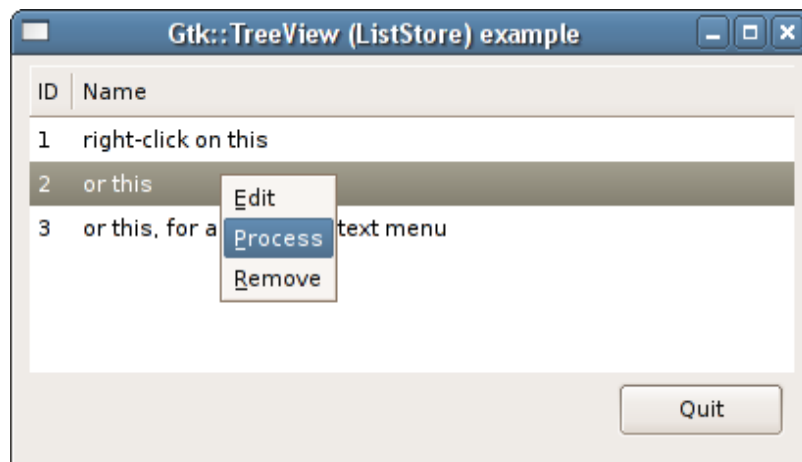 Gtk::TreeView (ListStore) example
ID Name
1 right-click on this
2 or this
3 or this, for a text menu
Edit
Process
Remove
Quit